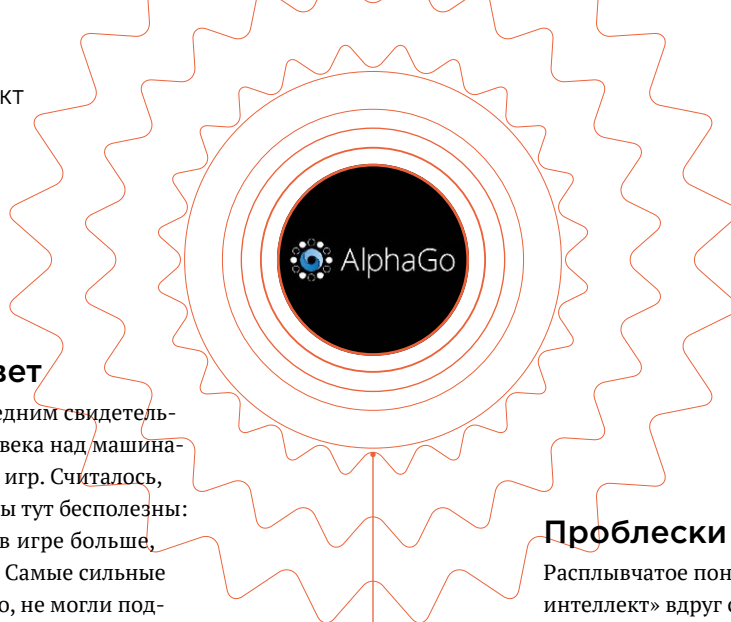 кт
AlphaGo
вет
едним свидетель-
века над машина-
игр. Считалось,
ы тут бесполезны:
в игре больше,
Самые сильные
о, не могли под-
Проблески
Расплывчатое пон
интеллект» вдруг о